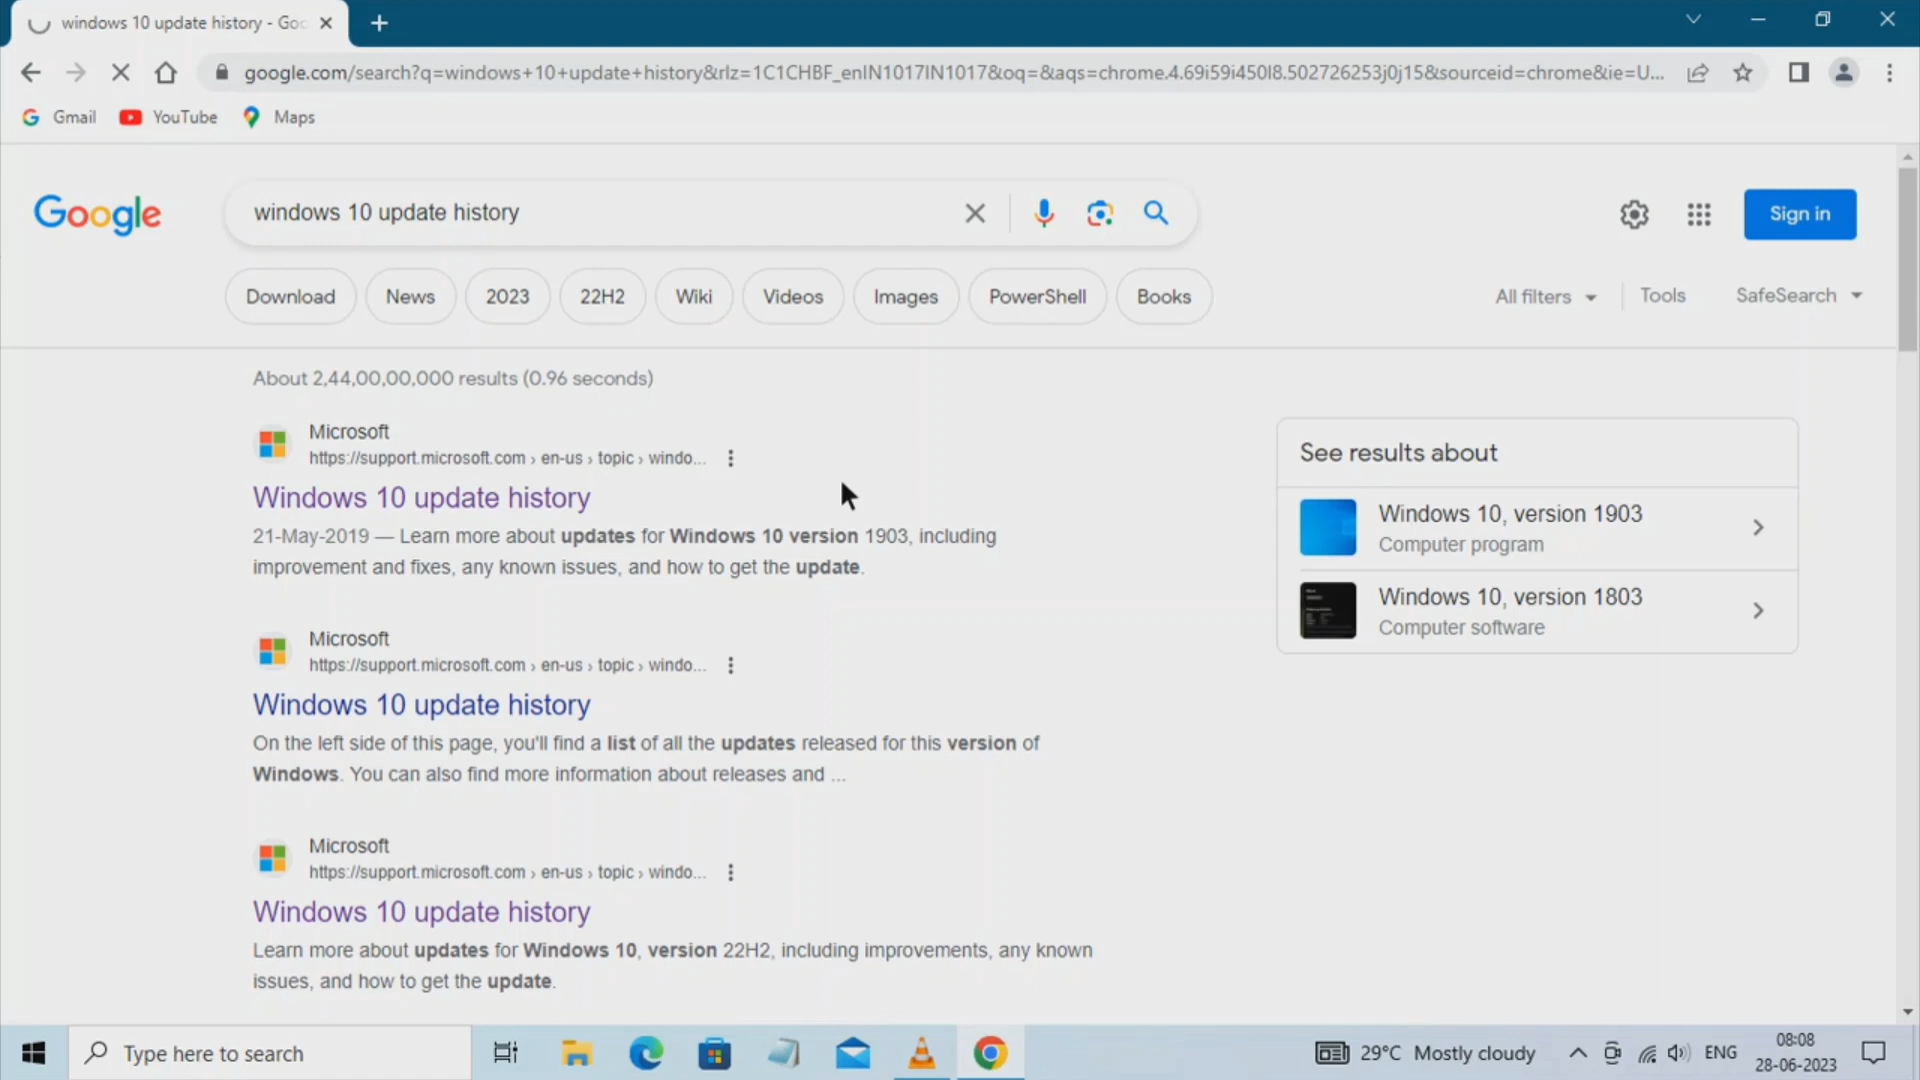 windows 10 update history - Goo
google.com/search?q=windows+10+update+history&rlz=1C1CHBF_enIN1017IN1017&oq=&aqs=chrome.4.69i59i450l8.502726253j0j15&sourceid=chrome&ie=U...
Gmail YouTube Maps
Google windows 10 update history Sign in
Download News 2023 22H2 Wiki Videos Images PowerShell Books All filters Tools SafeSearch
About 2,44,00,00,000 results (0.96 seconds)
Microsoft
https://support.microsoft.com › en-us › topic › windo...
Windows 10 update history
21-May-2019 — Learn more about updates for Windows 10 version 1903, including
improvement and fixes, any known issues, and how to get the update.
Microsoft
https://support.microsoft.com › en-us › topic › windo...
Windows 10 update history
On the left side of this page, you'll find a list of all the updates released for this version of
Windows. You can also find more information about releases and ...
Microsoft
https://support.microsoft.com › en-us › topic › windo...
Windows 10 update history
Learn more about updates for Windows 10, version 22H2, including improvements, any known
issues, and how to get the update.
See results about
Windows 10, version 1903
Computer program
Windows 10, version 1803
Computer software
Type here to search
29°C Mostly cloudy
ENG
08:08
28-06-2023